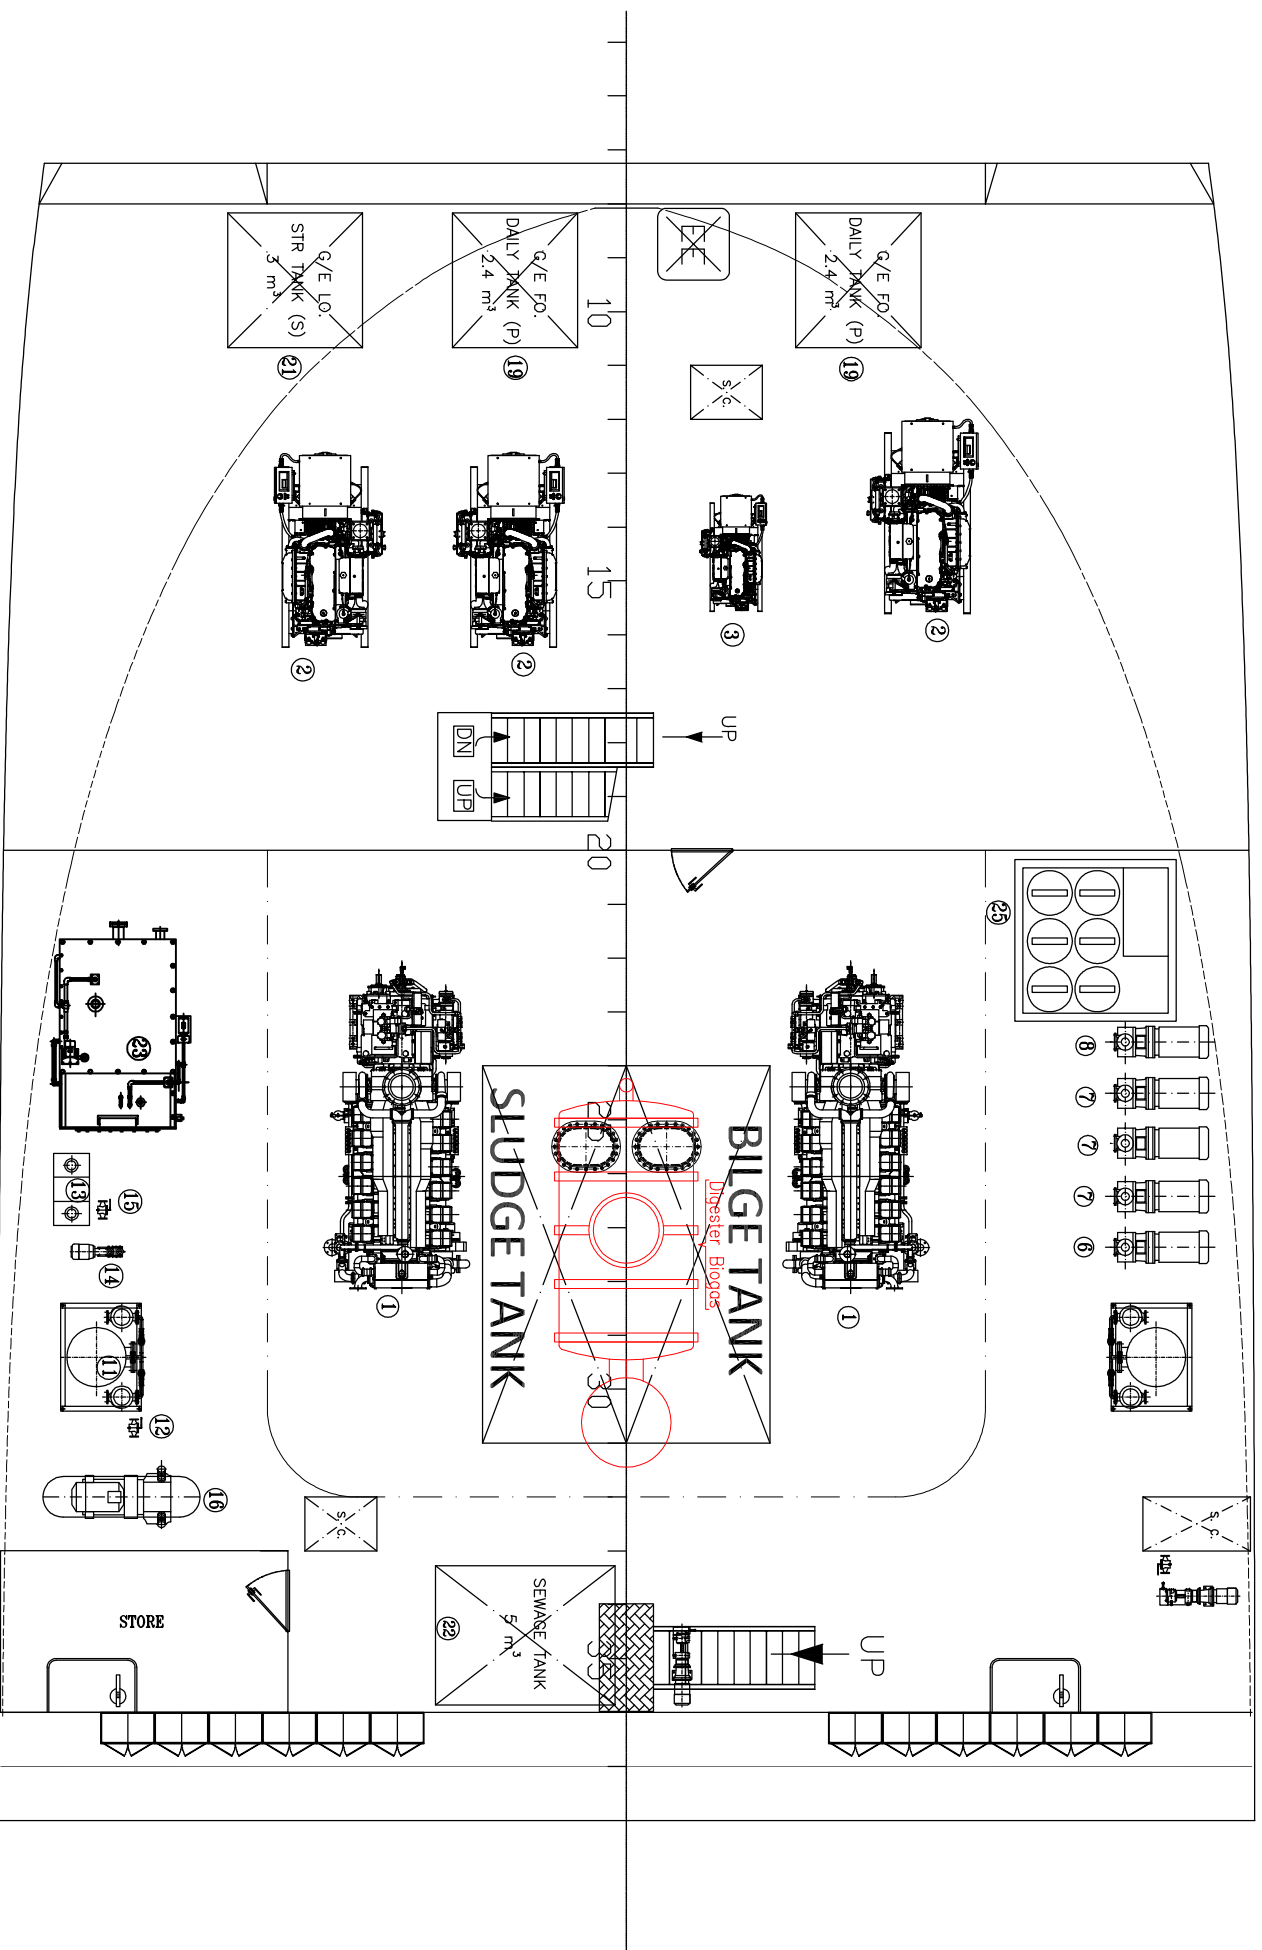 G/E LO.
STR TANK (S)
3 m³
21
G/E FO.
DAILY TANK (P)
2.4 m³
19
G/E FO.
DAILY TANK (P)
2.4 m³
19
S.C.
10
15
2
2
3
2
DN
UP
UP
20
25
23
8
7
7
7
6
SLUDGE TANK
BILGE TANK
Digester Biogas
1
1
13
15
14
11
12
16
30
S.C.
S.C.
STORE
SEWAGE TANK
5 m³
22
35
UP